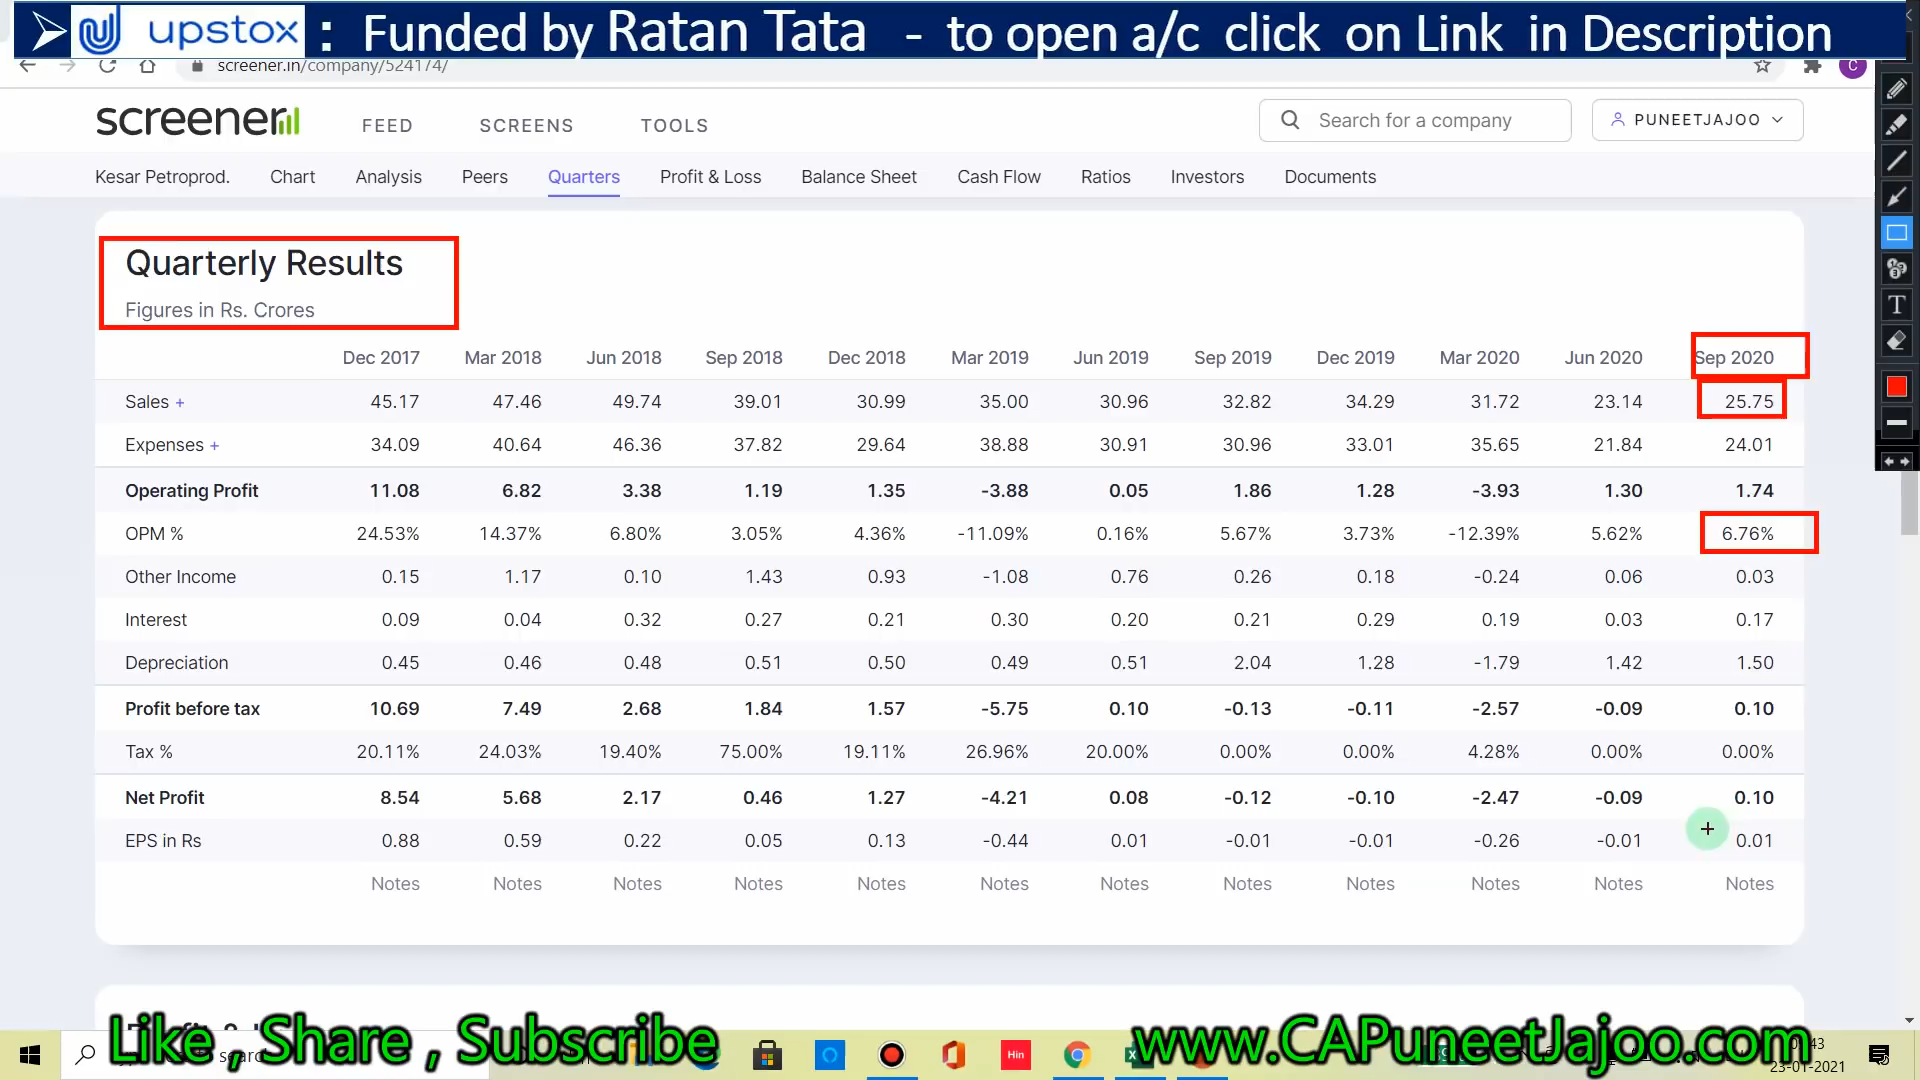 upstox : Funded by Ratan Tata - to open a/c click on Link in Description
screener.in/company/524174/
C
screener FEED SCREENS TOOLS Search for a company PUNEETJAJOO
Kesar Petroprod. Chart Analysis Peers Quarters Profit & Loss Balance Sheet Cash Flow Ratios Investors Documents
Quarterly Results
Figures in Rs. Crores
Dec 2017 Mar 2018 Jun 2018 Sep 2018 Dec 2018 Mar 2019 Jun 2019 Sep 2019 Dec 2019 Mar 2020 Jun 2020 Sep 2020
Sales + 45.17 47.46 49.74 39.01 30.99 35.00 30.96 32.82 34.29 31.72 23.14 25.75
Expenses + 34.09 40.64 46.36 37.82 29.64 38.88 30.91 30.96 33.01 35.65 21.84 24.01
Operating Profit 11.08 6.82 3.38 1.19 1.35 -3.88 0.05 1.86 1.28 -3.93 1.30 1.74
OPM % 24.53% 14.37% 6.80% 3.05% 4.36% -11.09% 0.16% 5.67% 3.73% -12.39% 5.62% 6.76%
Other Income 0.15 1.17 0.10 1.43 0.93 -1.08 0.76 0.26 0.18 -0.24 0.06 0.03
Interest 0.09 0.04 0.32 0.27 0.21 0.30 0.20 0.21 0.29 0.19 0.03 0.17
Depreciation 0.45 0.46 0.48 0.51 0.50 0.49 0.51 2.04 1.28 -1.79 1.42 1.50
Profit before tax 10.69 7.49 2.68 1.84 1.57 -5.75 0.10 -0.13 -0.11 -2.57 -0.09 0.10
Tax % 20.11% 24.03% 19.40% 75.00% 19.11% 26.96% 20.00% 0.00% 0.00% 4.28% 0.00% 0.00%
Net Profit 8.54 5.68 2.17 0.46 1.27 -4.21 0.08 -0.12 -0.10 -2.47 -0.09 0.10
EPS in Rs 0.88 0.59 0.22 0.05 0.13 -0.44 0.01 -0.01 -0.01 -0.26 -0.01 0.01
Notes Notes Notes Notes Notes Notes Notes Notes Notes Notes Notes Notes
Like , Share , Subscribe www.CAPuneetJajoo.com
Hin
23-01-2021